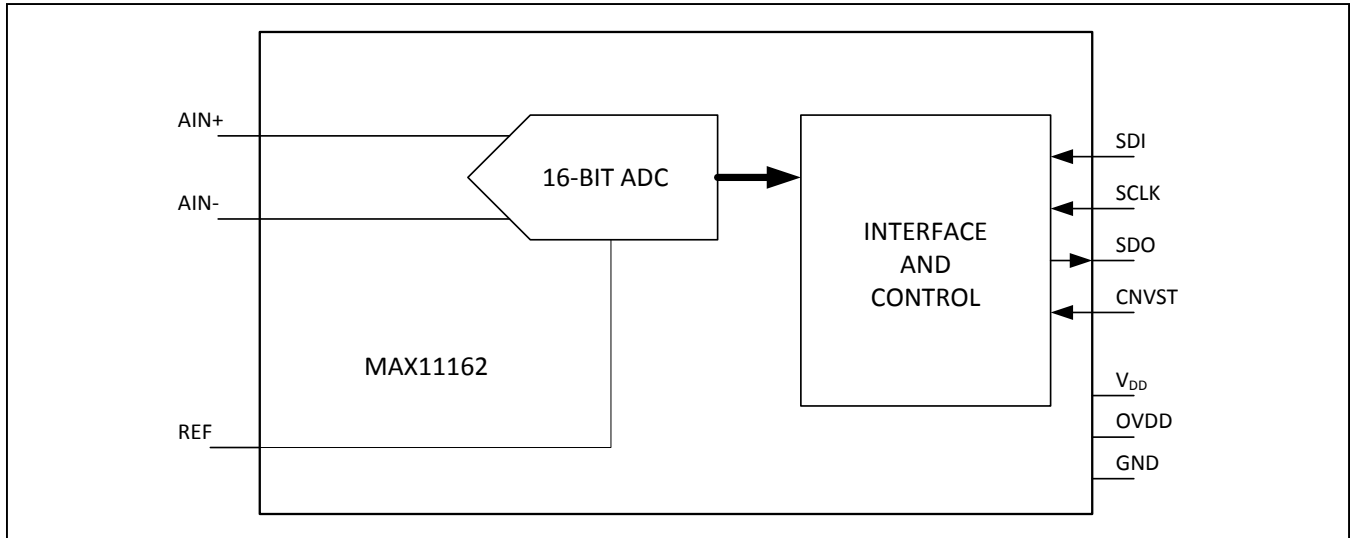 AIN+
AIN-
REF
MAX11162
16-BIT ADC
INTERFACE
AND
CONTROL
SDI
SCLK
SDO
CNVST
VDD
OVDD
GND